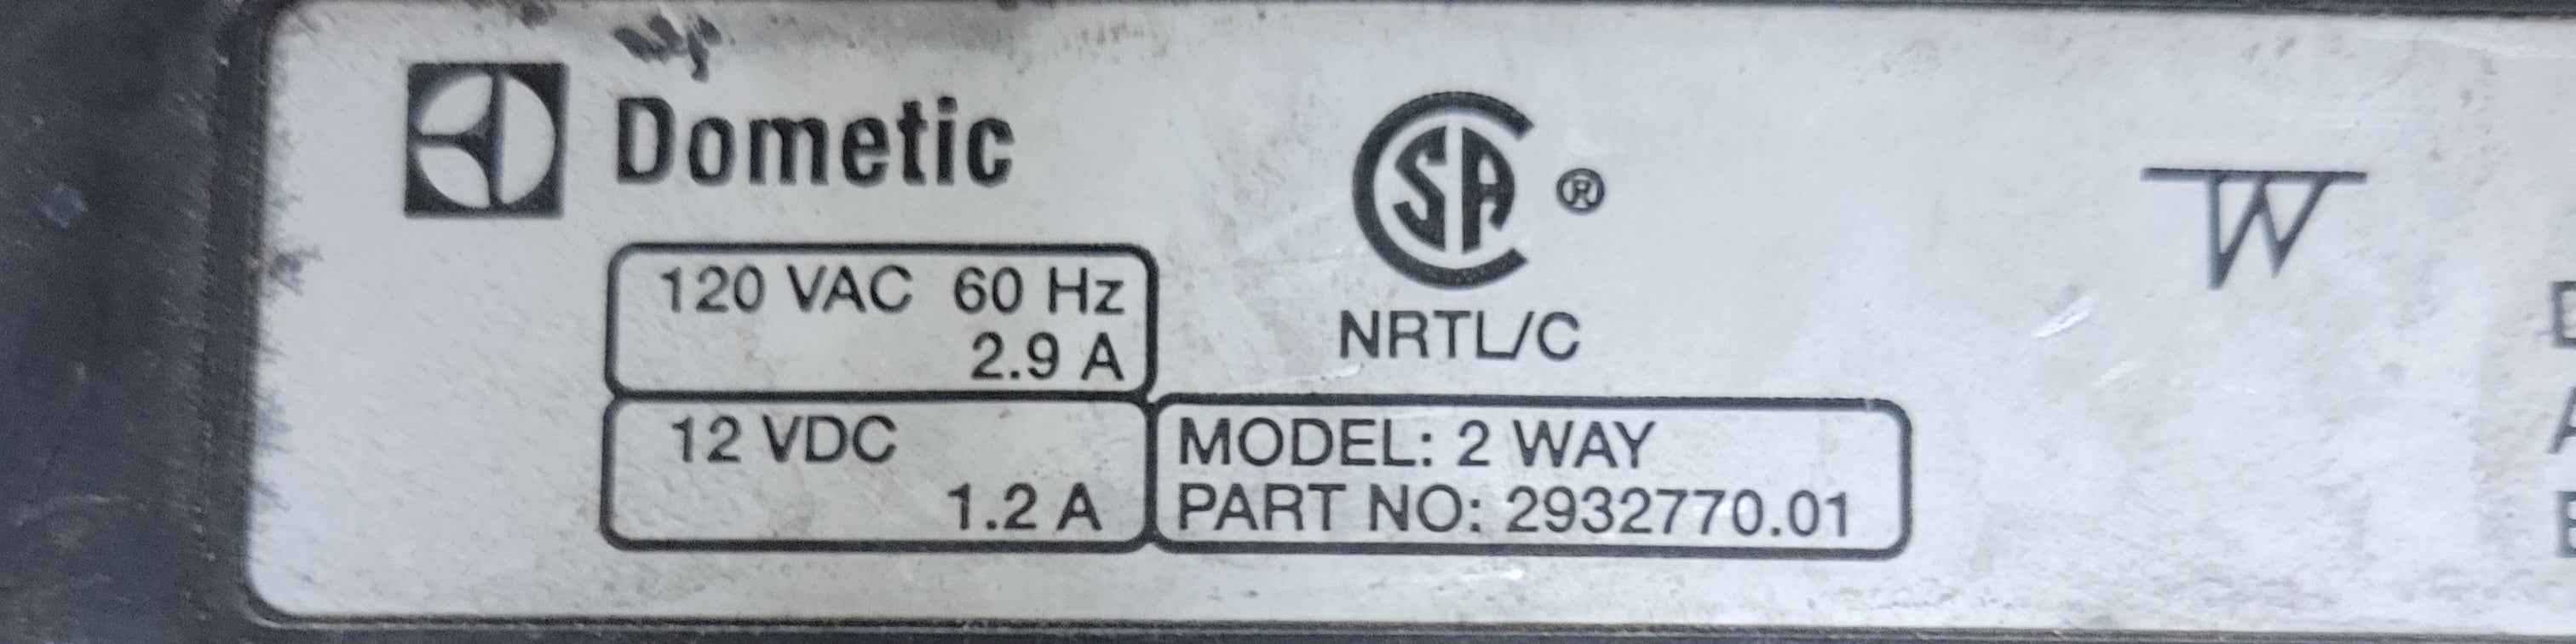 Dometic
120 VAC 60 Hz
2.9 A
12 VDC
1.2 A
SA ®
NRTL/C
MODEL: 2 WAY
PART NO: 2932770.01
W